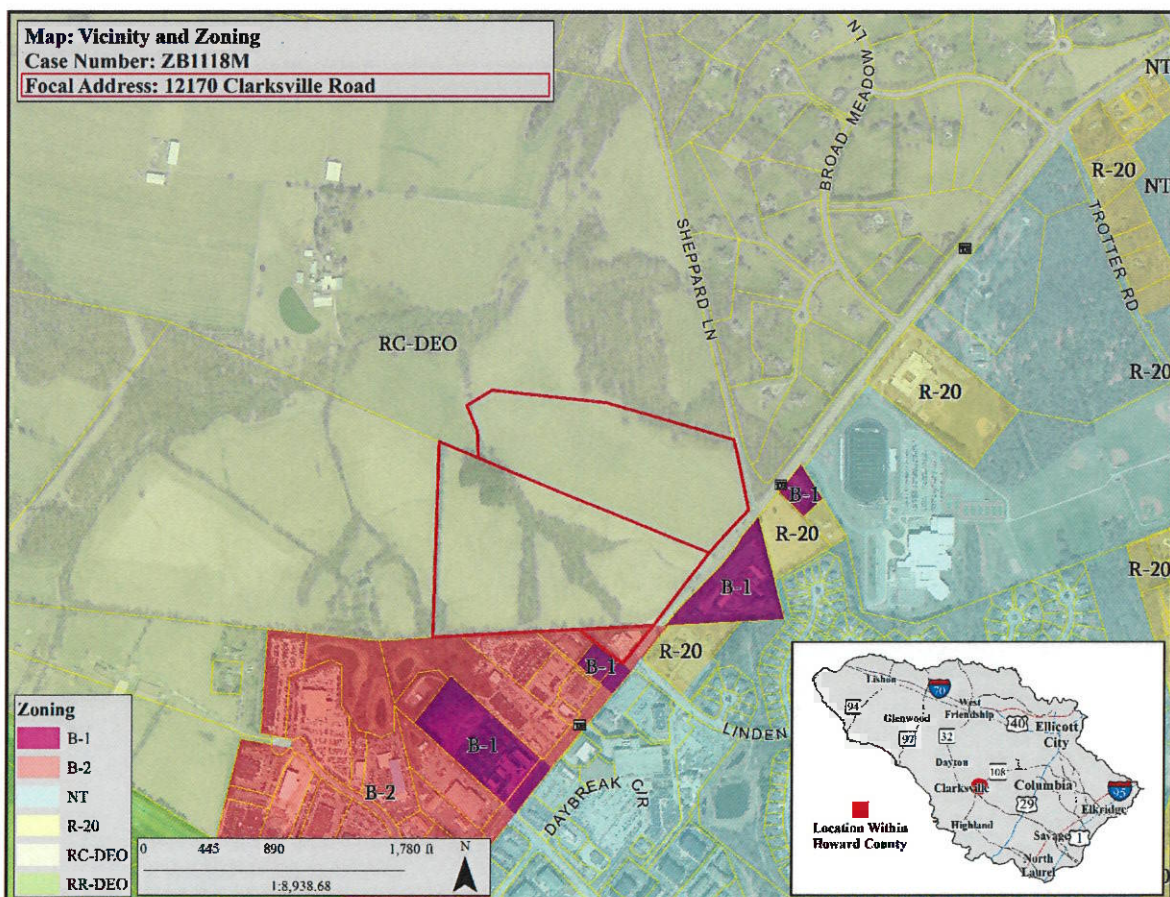 Map: Vicinity and Zoning
Case Number: ZB1118M
Focal Address: 12170 Clarksville Road
BROAD MEADOW LN
NT
R-20
NT
TROTTER RD
SHEPPARD LN
RC-DEO
R-20
R-20
B-1
R-20
B-1
R-20
R-20
B-1
LINDEN
B-1
DAYBREAK CIR
B-2
Zoning
B-1
B-2
NT
R-20
RC-DEO
RR-DEO
0 445 890 1,780 ft
N
1:8,938.68
Lisbon
70
94
West
Friendship
Glenwood
40
Ellicott
City
97
32
Dayton
108
1
Columbia
Clarksville
29
95
Elkridge
Highland
Savage
1
North
Laurel
Location Within
Howard County